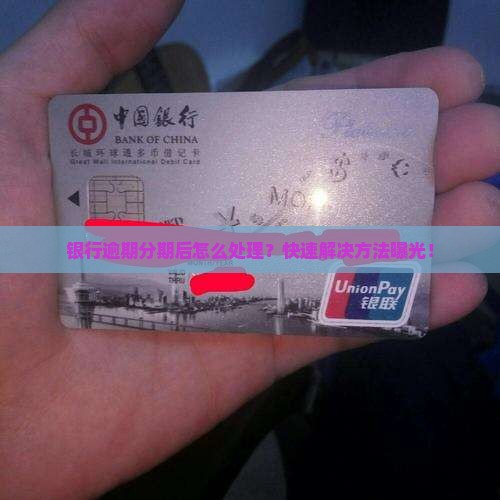 中国银行
BANK OF CHINA
长城环球通多币借记卡
Great Wall International Debit Card
银行逾期分期后怎么处理？快速解决方法曝光！
THRU
UnionPay
银联